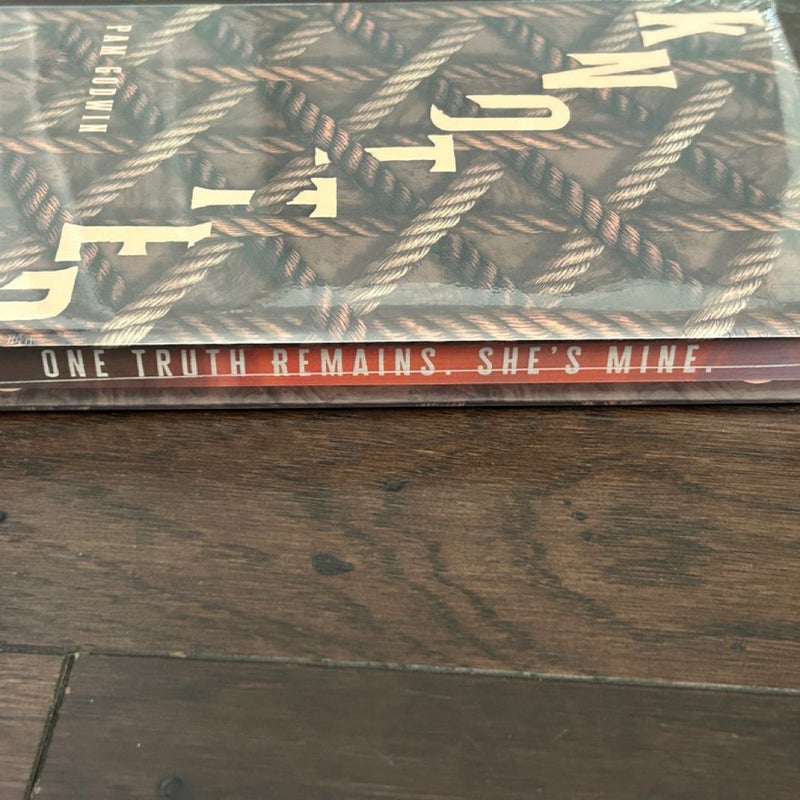 KNOTTED
PAM GODWIN
ONE TRUTH REMAINS. SHE'S MINE.